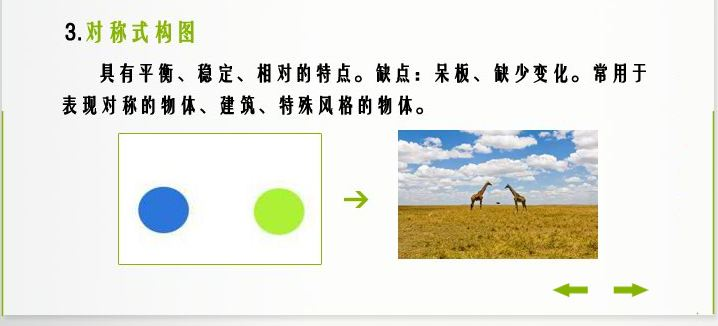 3.对称式构图
具有平衡、稳定、相对的特点。缺点：呆板、缺少变化。常用于
表现对称的物体、建筑、特殊风格的物体。